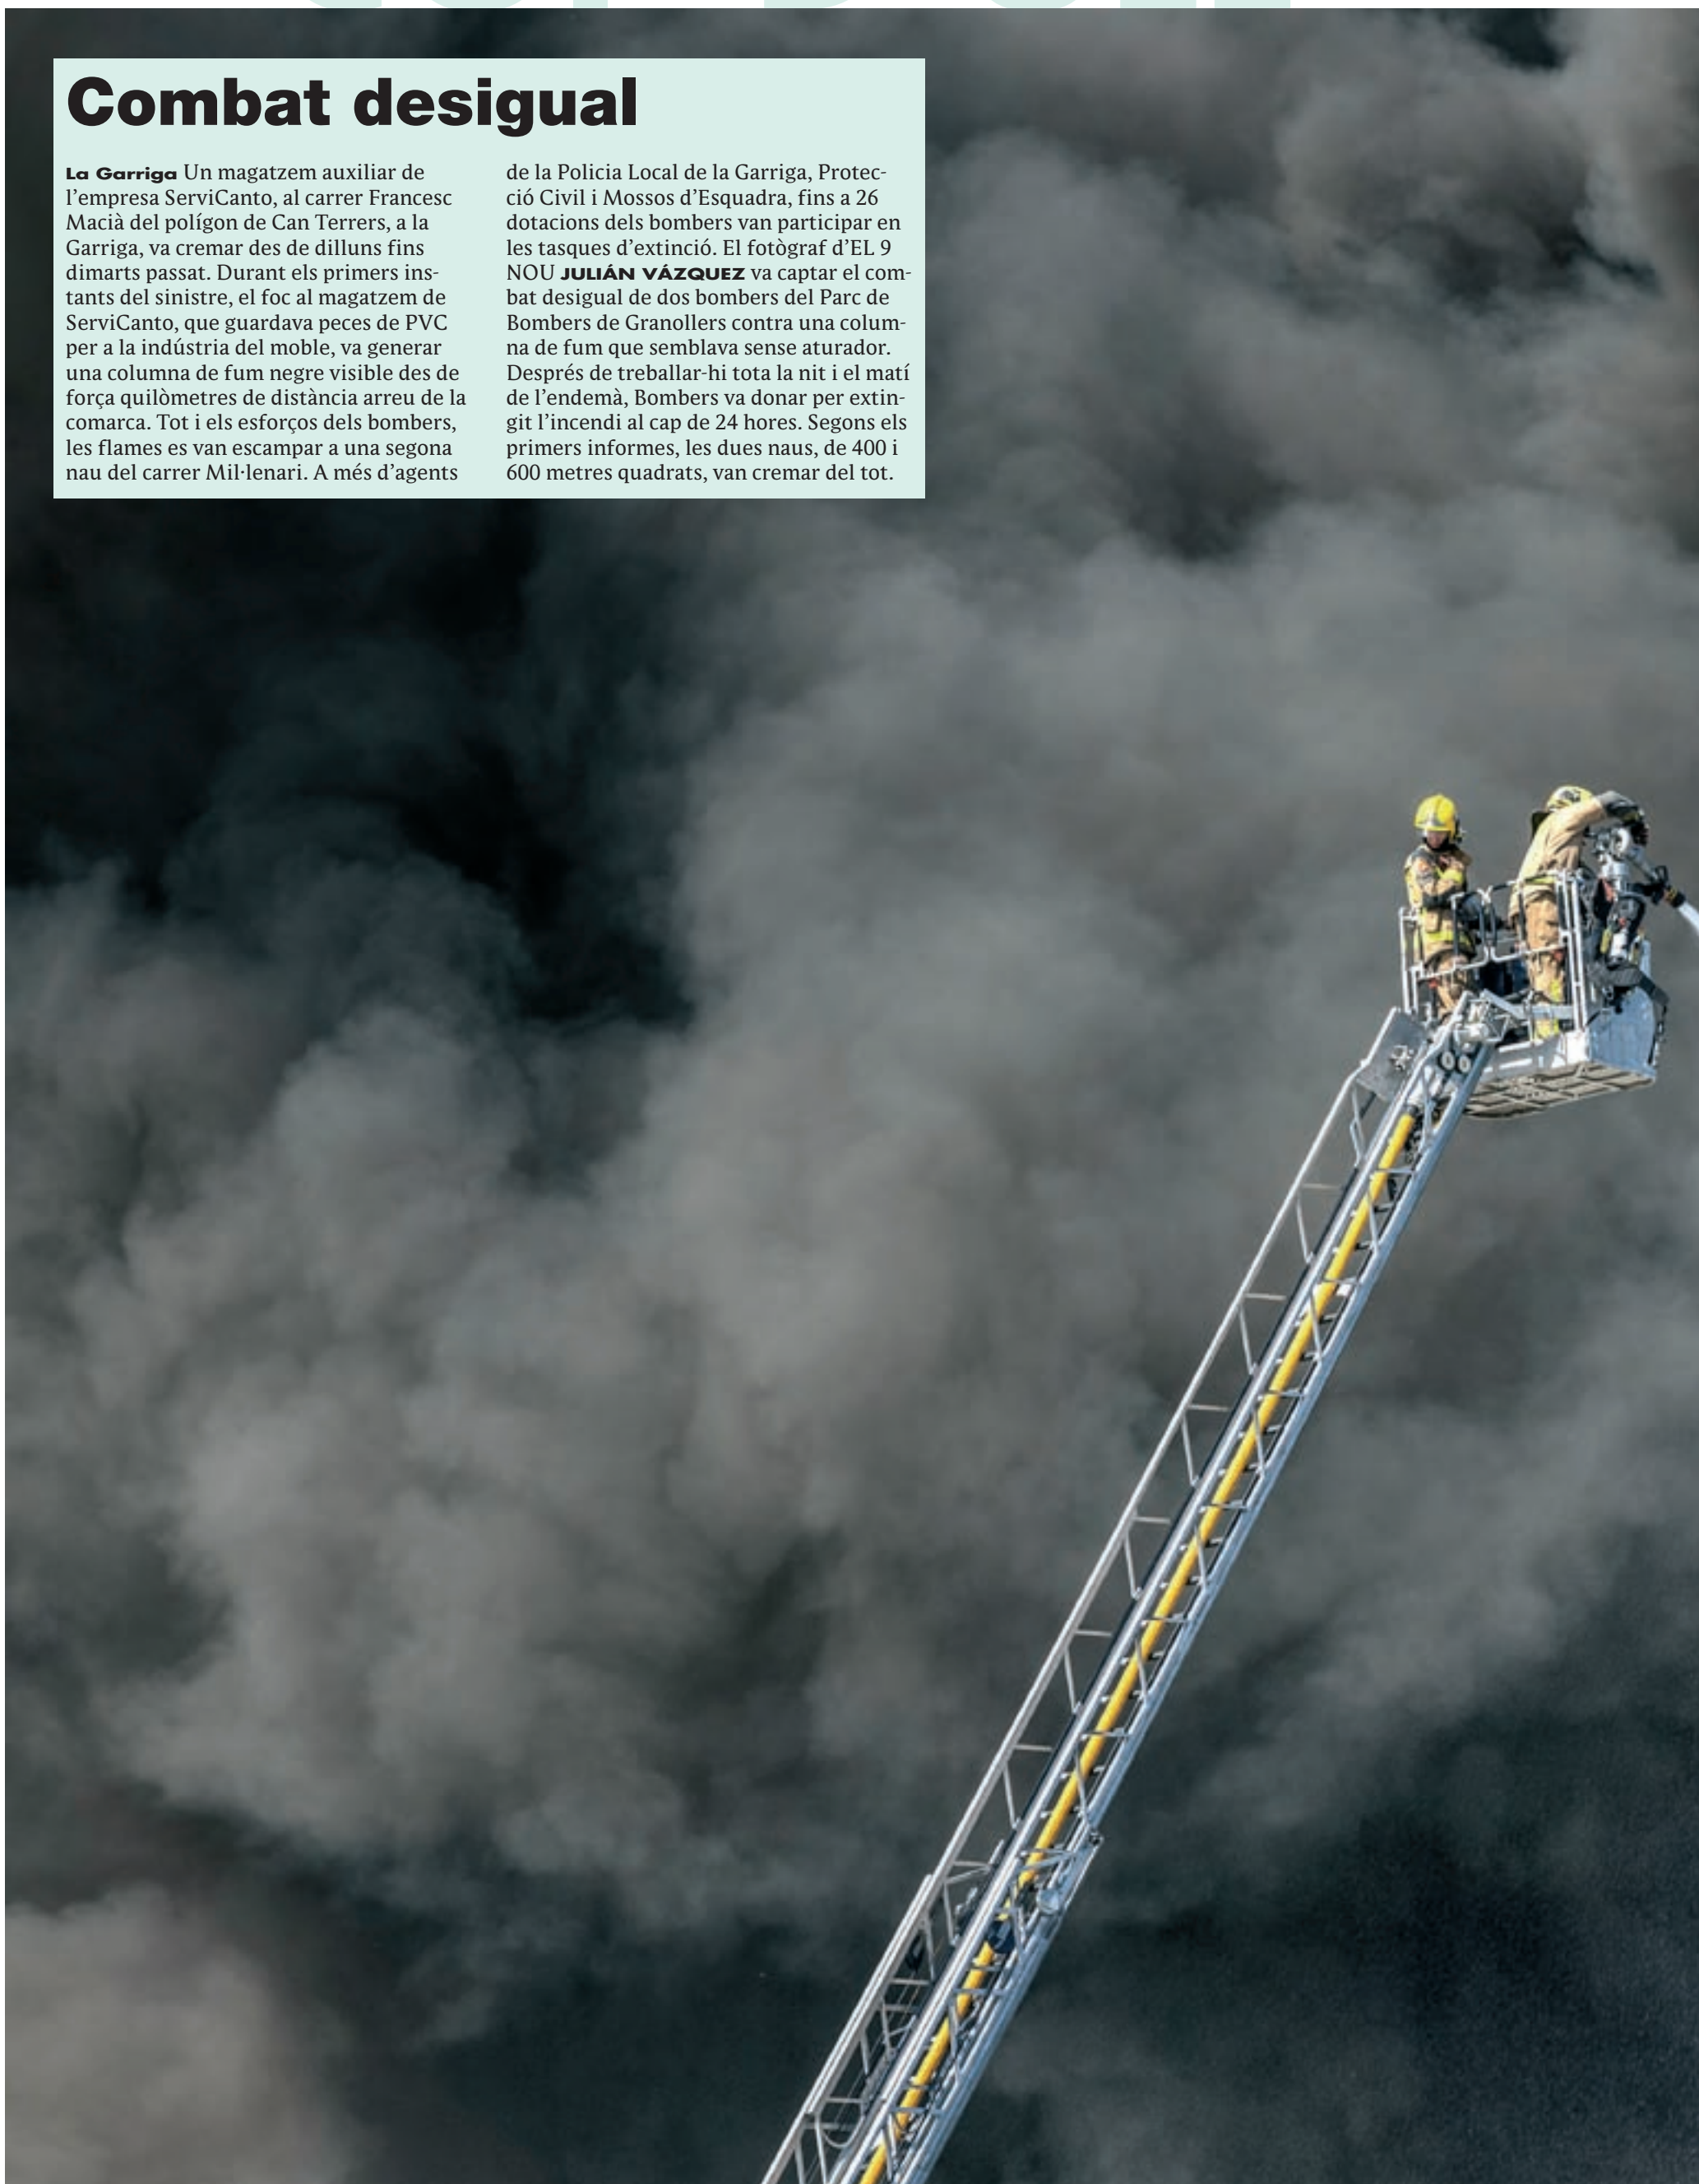 Combat desigual
La Garriga Un magatzem auxiliar de
l'empresa ServiCanto, al carrer Francesc
Macià del polígon de Can Terrers, a la
Garriga, va cremar des de dilluns fins
dimarts passat. Durant els primers ins-
tants del sinistre, el foc al magatzem de
ServiCanto, que guardava peces de PVC
per a la indústria del moble, va generar
una columna de fum negre visible des de
força quilòmetres de distància arreu de la
comarca. Tot i els esforços dels bombers,
les flames es van escampar a una segona
nau del carrer Mil·lenari. A més d'agents
de la Policia Local de la Garriga, Protec-
ció Civil i Mossos d'Esquadra, fins a 26
dotacions dels bombers van participar en
les tasques d'extinció. El fotògraf d'EL 9
NOU JULIÁN VÁZQUEZ va captar el com-
bat desigual de dos bombers del Parc de
Bombers de Granollers contra una colum-
na de fum que semblava sense aturador.
Després de treballar-hi tota la nit i el matí
de l'endemà, Bombers va donar per extin-
git l'incendi al cap de 24 hores. Segons els
primers informes, les dues naus, de 400 i
600 metres quadrats, van cremar del tot.